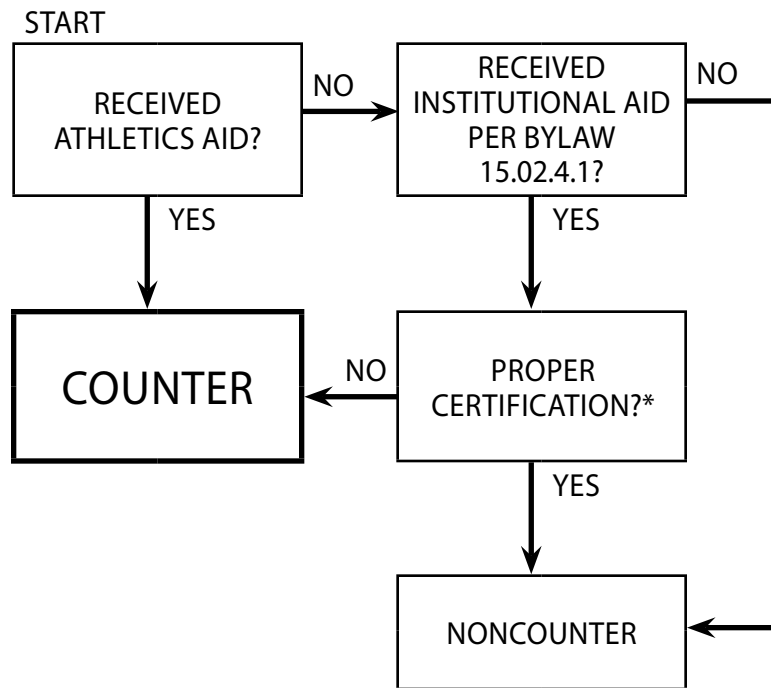 START
RECEIVED
ATHLETICS AID?
NO
RECEIVED
INSTITUTIONAL AID
PER BYLAW
15.02.4.1?
NO
YES
YES
COUNTER
NO
PROPER
CERTIFICATION?*
YES
NONCOUNTER